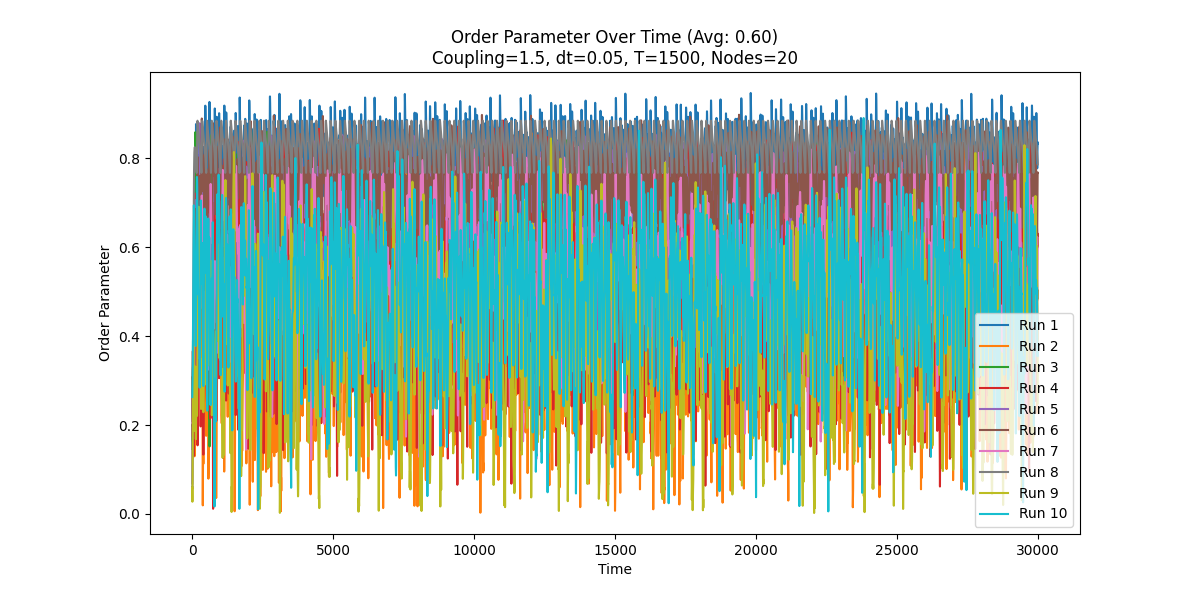 Order Parameter Over Time (Avg: 0.60)
Coupling=1.5, dt=0.05, T=1500, Nodes=20
Order Parameter
0.8
0.6
0.4
0.2
0.0
Run 1
Run 2
Run 3
Run 4
Run 5
Run 6
Run 7
Run 8
Run 9
Run 10
0 5000 10000 15000 20000 25000 30000
Time